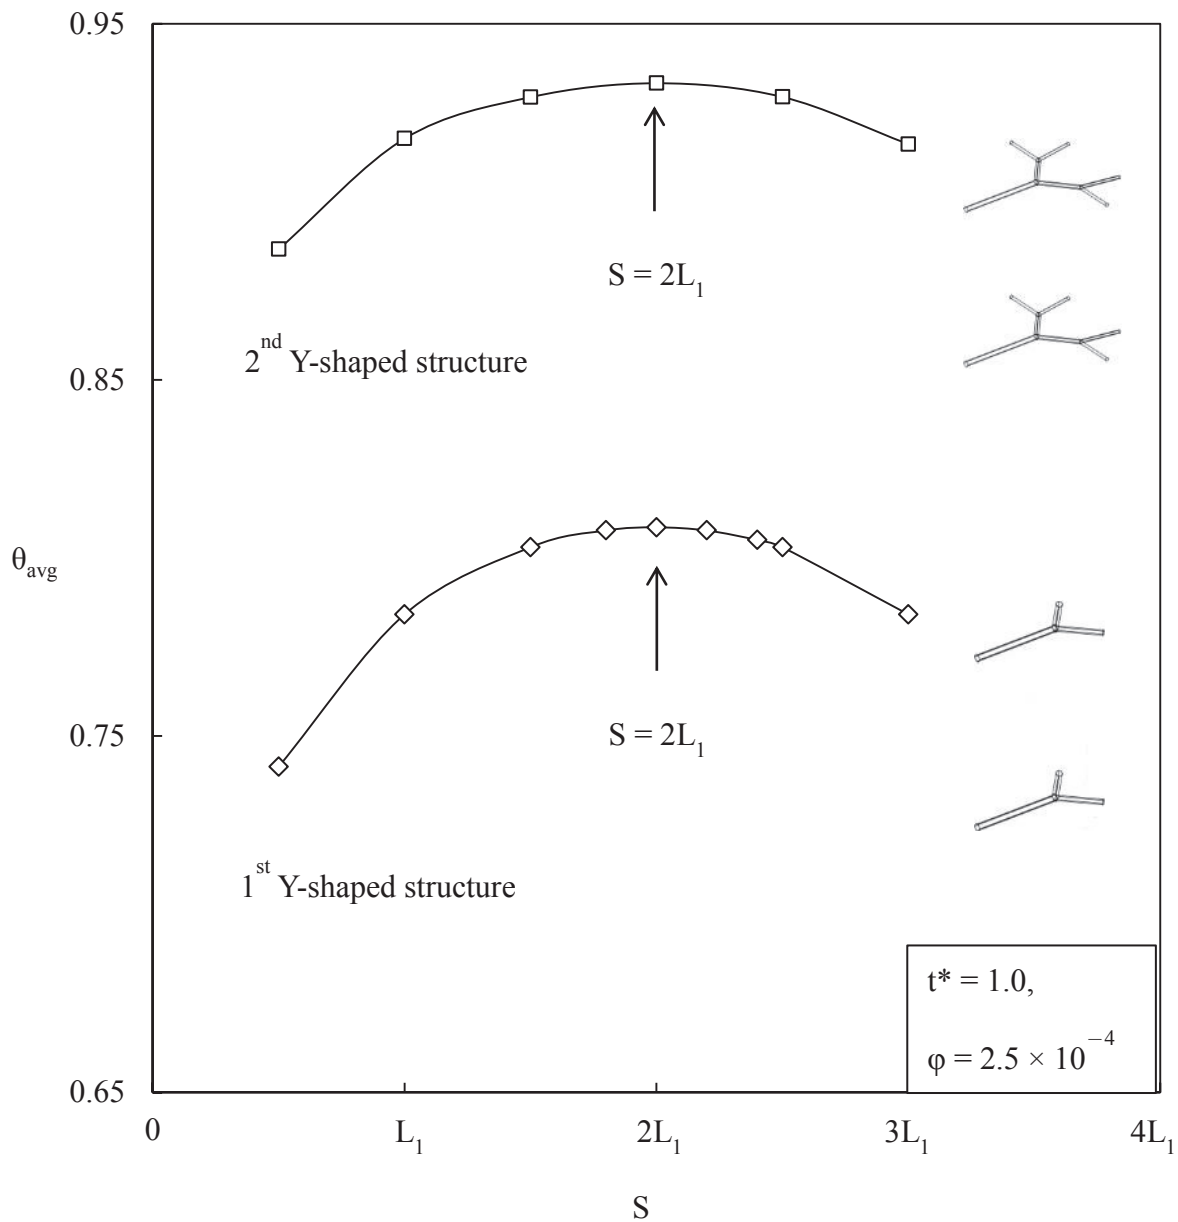 0.95
S = 2L₁
2ⁿᵈ Y-shaped structure
0.85
θavg
0.75
S = 2L₁
1ˢᵗ Y-shaped structure
t* = 1.0,
φ = 2.5 × 10⁻⁴
0.65
0 L₁ 2L₁ 3L₁ 4L₁
S